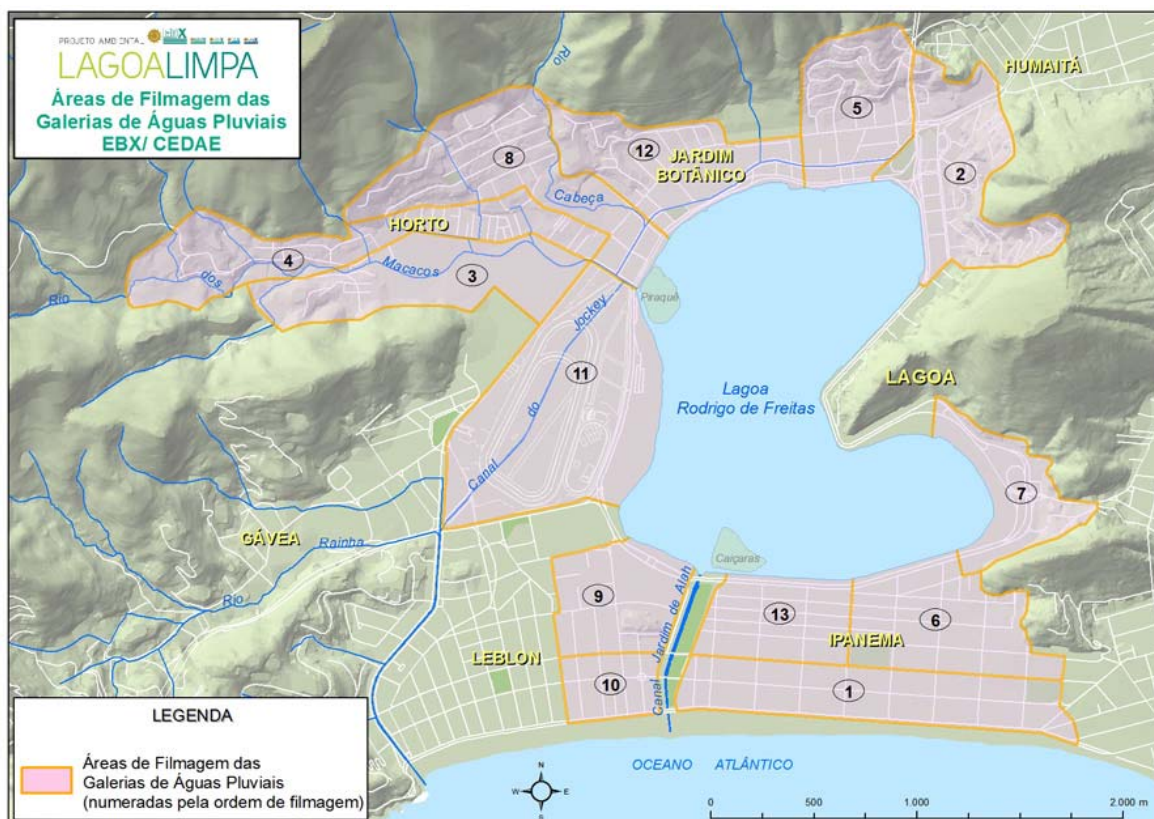 PROJETO AMBIENTAL
LAGOALIMPA
Áreas de Filmagem das
Galerias de Águas Pluviais
EBX/ CEDAE
HUMAITÁ
Rio
5
8
12
JARDIM
BOTÂNICO
2
Cabeça
HORTO
4
Macacos
3
dos
Rio
Piraquê
Jockey
11
do
Canal
Lagoa
Rodrigo de Freitas
LAGOA
7
GÁVEA
Rainha
Rio
Caiçaras
9
Canal Jardim de Alah
13
6
IPANEMA
LEBLON
10
1
LEGENDA
Áreas de Filmagem das
Galerias de Águas Pluviais
(numeradas pela ordem de filmagem)
OCEANO ATLÂNTICO
N
W
E
S
0 500 1.000 2.000 m